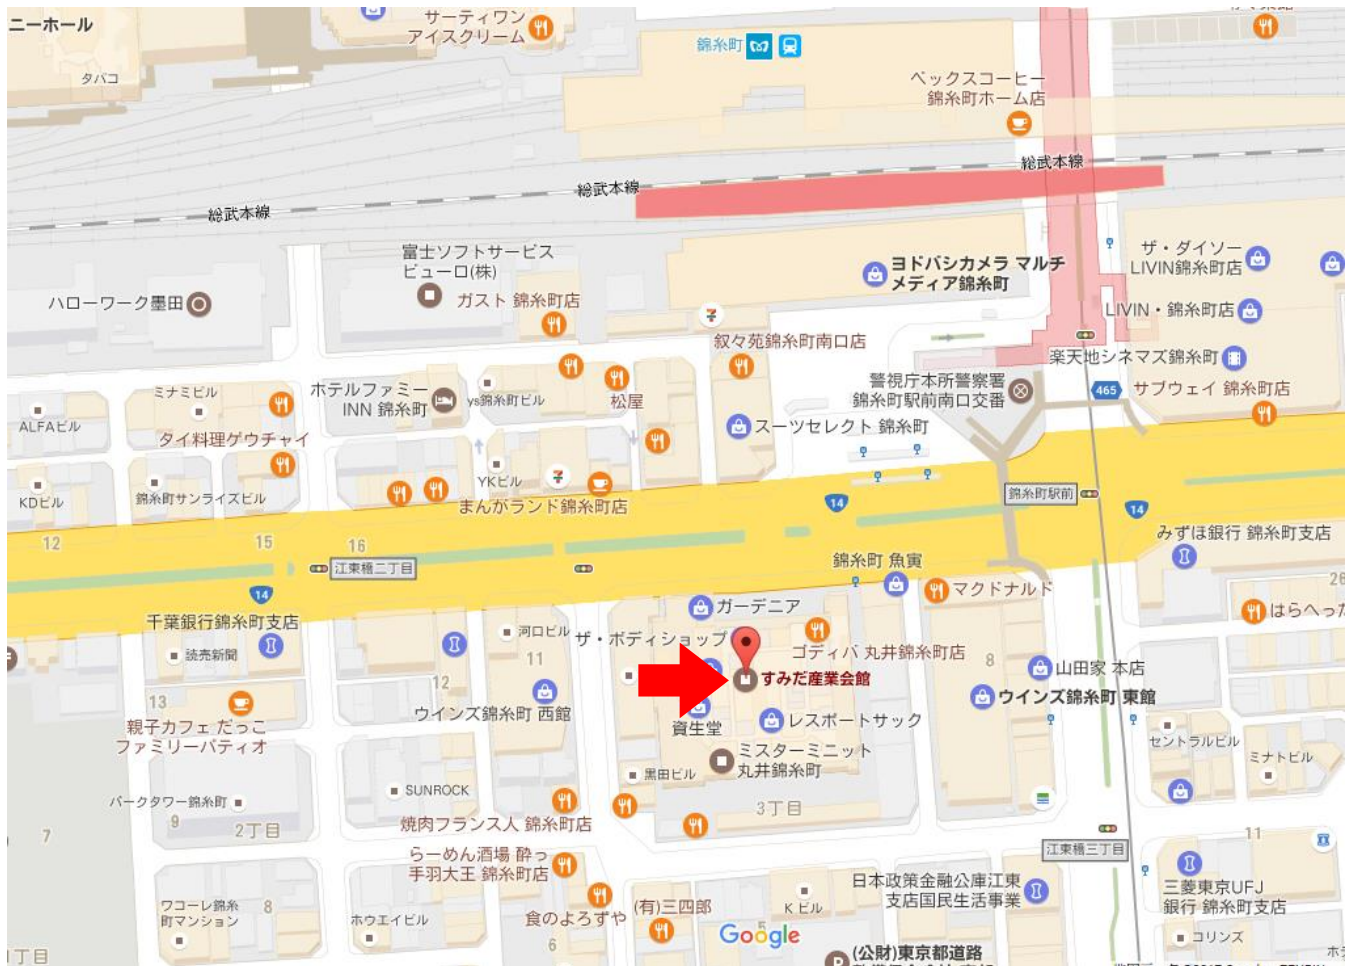 ニーホール
サーティワン
アイスクリーム
タバコ
錦糸町
ベックスコーヒー
錦糸町ホーム店
総武本線
総武本線
総武本線
富士ソフトサービス
ビューロ(株)
ヨドバシカメラ マルチ
メディア錦糸町
ザ・ダイソー
LIVIN錦糸町店
ハローワーク墨田
ガスト 錦糸町店
LIVIN・錦糸町店
叙々苑錦糸町南口店
楽天地シネマズ錦糸町
ミナミビル
ホテルファミー
INN 錦糸町
ys錦糸町ビル
松屋
警視庁本所警察署
錦糸町駅前南口交番
465
サブウェイ 錦糸町店
ALFAビル
タイ料理ゲウチャイ
スーツセレクト 錦糸町
KDビル
錦糸町サンライズビル
YKビル
まんがランド錦糸町店
14
錦糸町駅前
14
みずほ銀行 錦糸町支店
12
15
16
江東橋二丁目
錦糸町 魚寅
マクドナルド
26
14
千葉銀行錦糸町支店
ガーデニア
はらへった
読売新聞
河口ビル
ザ・ボディショップ
ゴディバ 丸井錦糸町店
11
8
山田家 本店
すみだ産業会館
13
12
ウインズ錦糸町 西館
ウインズ錦糸町 東館
親子カフェ だっこ
ファミリーパティオ
資生堂
レスポートサック
セントラルビル
ミスターミニット
丸井錦糸町
黒田ビル
ミナトビル
パークタワー錦糸町
SUNROCK
3丁目
9
2丁目
焼肉フランス人 錦糸町店
7
11
江東橋三丁目
らーめん酒場 酔っ
手羽大王 錦糸町店
日本政策金融公庫江東
支店国民生活事業
三菱東京UFJ
銀行 錦糸町支店
ワコーレ錦糸
町マンション
8
ホウエイビル
食のよろずや
(有)三四郎
K ビル
5
Google
コリンズ
6
1丁目
(公財)東京都道路